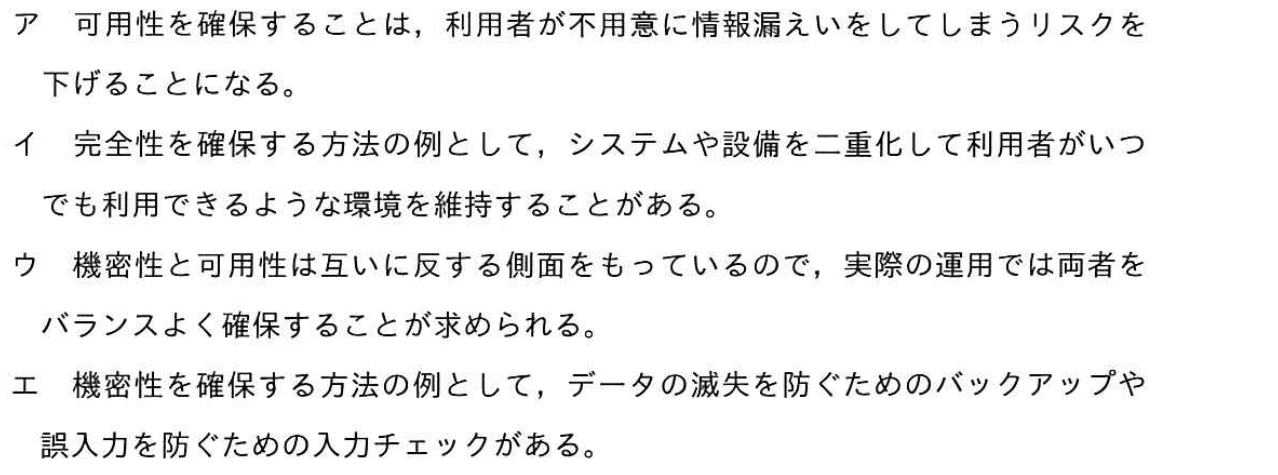 ア 可用性を確保することは，利用者が不用意に情報漏えいをしてしまうリスクを
下げることになる。
イ 完全性を確保する方法の例として，システムや設備を二重化して利用者がいつ
でも利用できるような環境を維持することがある。
ウ 機密性と可用性は互いに反する側面をもっているので，実際の運用では両者を
バランスよく確保することが求められる。
エ 機密性を確保する方法の例として，データの滅失を防ぐためのバックアップや
誤入力を防ぐための入力チェックがある。